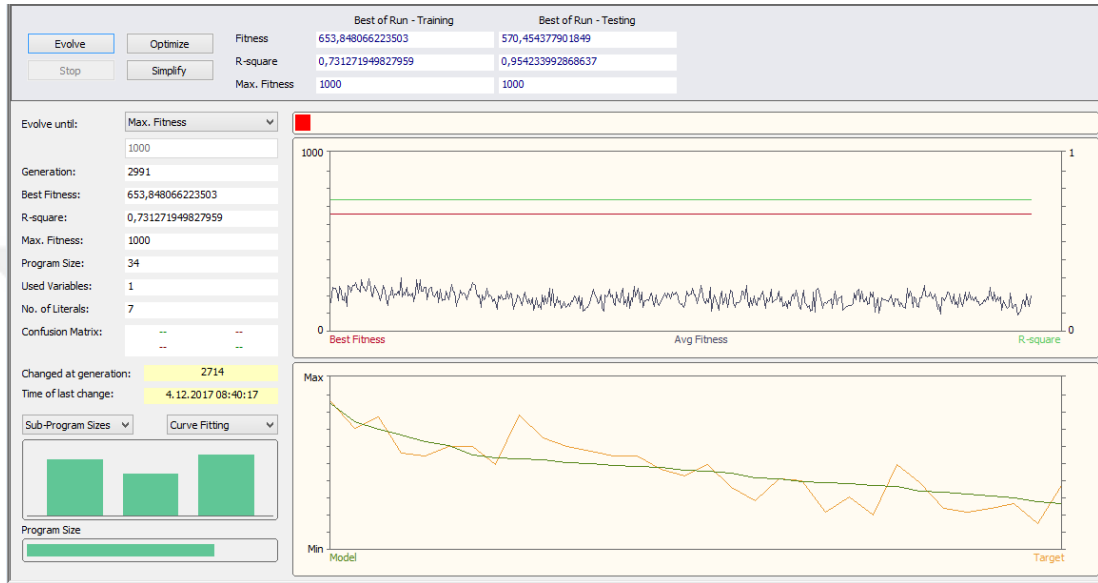 Best of Run - Training Best of Run - Testing
Evolve Optimize Fitness 653,848066223503 570,454377901849
Stop Simplify R-square 0,731271949827959 0,954233992868637
Max. Fitness 1000 1000
Evolve until: Max. Fitness
1000
Generation: 2991
Best Fitness: 653,848066223503
R-square: 0,731271949827959
Max. Fitness: 1000
Program Size: 34
Used Variables: 1
No. of Literals: 7
Confusion Matrix: -- --
-- --
Changed at generation: 2714
Time of last change: 4.12.2017 08:40:17
Sub-Program Sizes Curve Fitting
Program Size
1000 1
0 0
Best Fitness Avg Fitness R-square
Max
Min
Model Target